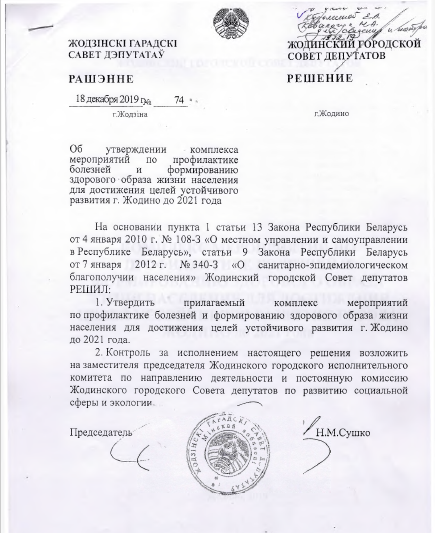 ЖОДЗІНСКІ ГАРАДСКІ
САВЕТ ДЭПУТАТАЎ
РАШЭННЕ
ЖОДИНСКИЙ ГОРОДСКОЙ
СОВЕТ ДЕПУТАТОВ
РЕШЕНИЕ
18 декабря 2019 г. № 74
г.Жодзіна
г.Жодино
Об утверждении комплекса
мероприятий по профилактике
болезней и формированию
здорового образа жизни населения
для достижения целей устойчивого
развития г. Жодино до 2021 года
На основании пункта 1 статьи 13 Закона Республики Беларусь
от 4 января 2010 г. № 108-З «О местном управлении и самоуправлении
в Республике Беларусь», статьи 9 Закона Республики Беларусь
от 7 января 2012 г. № 340-З «О санитарно-эпидемиологическом
благополучии населения» Жодинский городской Совет депутатов
РЕШИЛ:
1. Утвердить прилагаемый комплекс мероприятий
по профилактике болезней и формированию здорового образа жизни
населения для достижения целей устойчивого развития г. Жодино
до 2021 года.
2. Контроль за исполнением настоящего решения возложить
на заместителя председателя Жодинского городского исполнительного
комитета по направлению деятельности и постоянную комиссию
Жодинского городского Совета депутатов по развитию социальной
сферы и экологии.
Председатель
Н.М.Сушко